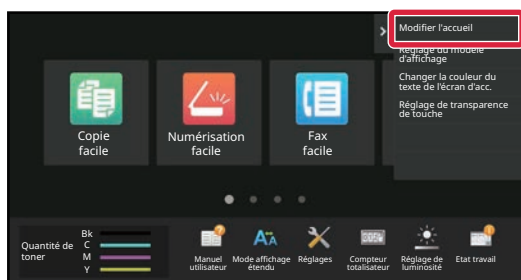 Modifier l'accueil
Réglage du modèle
d'affichage
Changer la couleur du
texte de l'écran d'acc.
Réglage de transparence
de touche
Copie
facile
Numérisation
facile
Fax
facile
Quantité de
toner
Bk
C
M
Y
Manuel
utilisateur
Mode affichage
étendu
Réglages
Compteur
totalisateur
Réglage de
luminosité
Etat travail